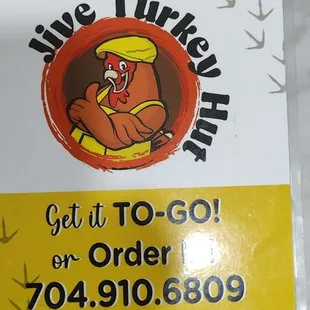 Jive Turkey Hut
Get it TO-GO!
or Order
704.910.6809